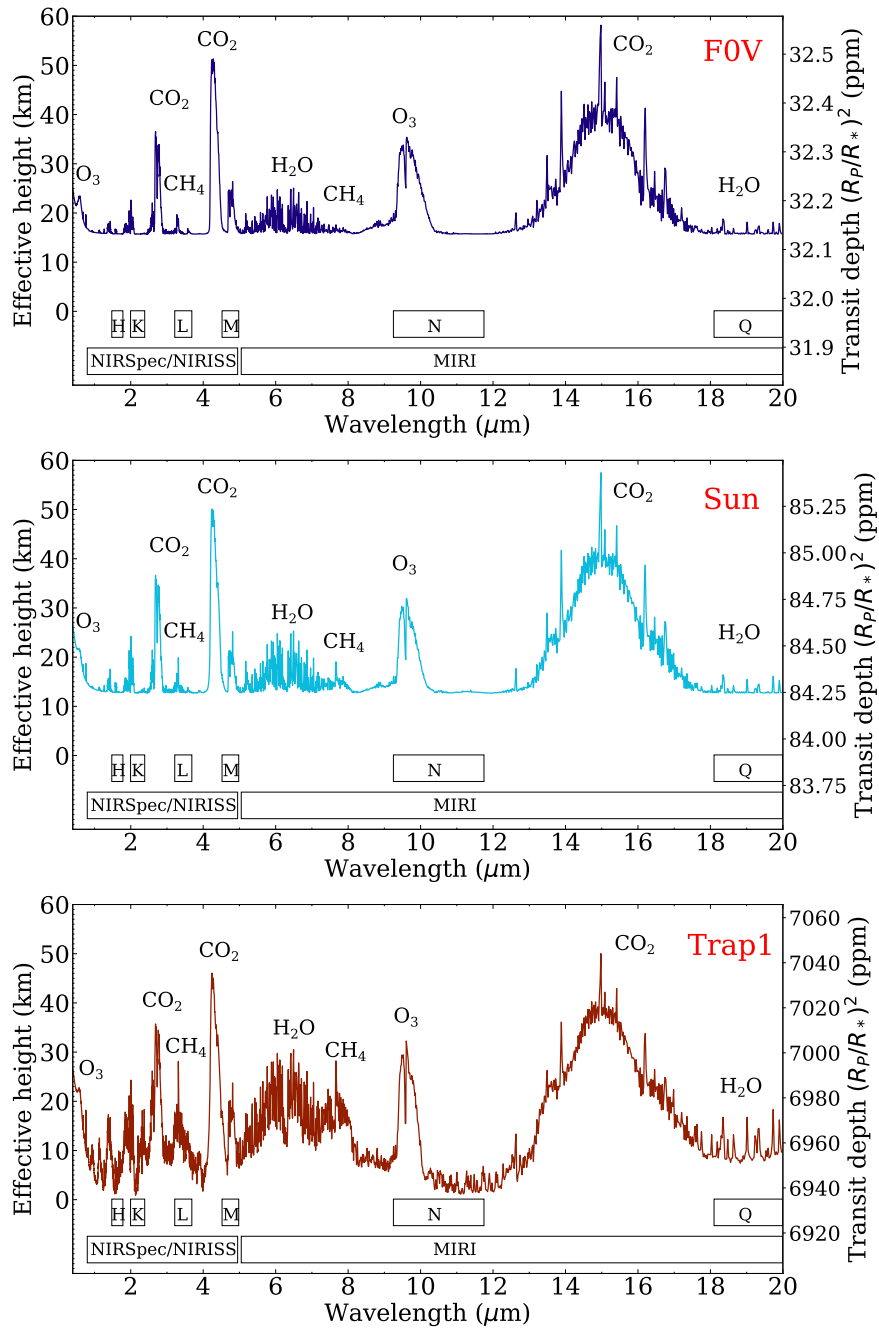 F0V
Effective height (km)
60
50
40
30
20
10
0
Transit depth (R_P/R_*)² (ppm)
32.5
32.4
32.3
32.2
32.1
32.0
31.9
O₃
CO₂
CH₄
CO₂
H₂O
CH₄
O₃
CO₂
H₂O
H K L M N Q
NIRSpec/NIRISS MIRI
2 4 6 8 10 12 14 16 18 20
Wavelength (μm)
Sun
Effective height (km)
60
50
40
30
20
10
0
Transit depth (R_P/R_*)² (ppm)
85.25
85.00
84.75
84.50
84.25
84.00
83.75
O₃
CO₂
CH₄
CO₂
H₂O
CH₄
O₃
CO₂
H₂O
H K L M N Q
NIRSpec/NIRISS MIRI
2 4 6 8 10 12 14 16 18 20
Wavelength (μm)
Trap1
Effective height (km)
60
50
40
30
20
10
0
Transit depth (R_P/R_*)² (ppm)
7060
7040
7020
7000
6980
6960
6940
6920
O₃
CO₂
CH₄
CO₂
H₂O
CH₄
O₃
CO₂
H₂O
H K L M N Q
NIRSpec/NIRISS MIRI
2 4 6 8 10 12 14 16 18 20
Wavelength (μm)